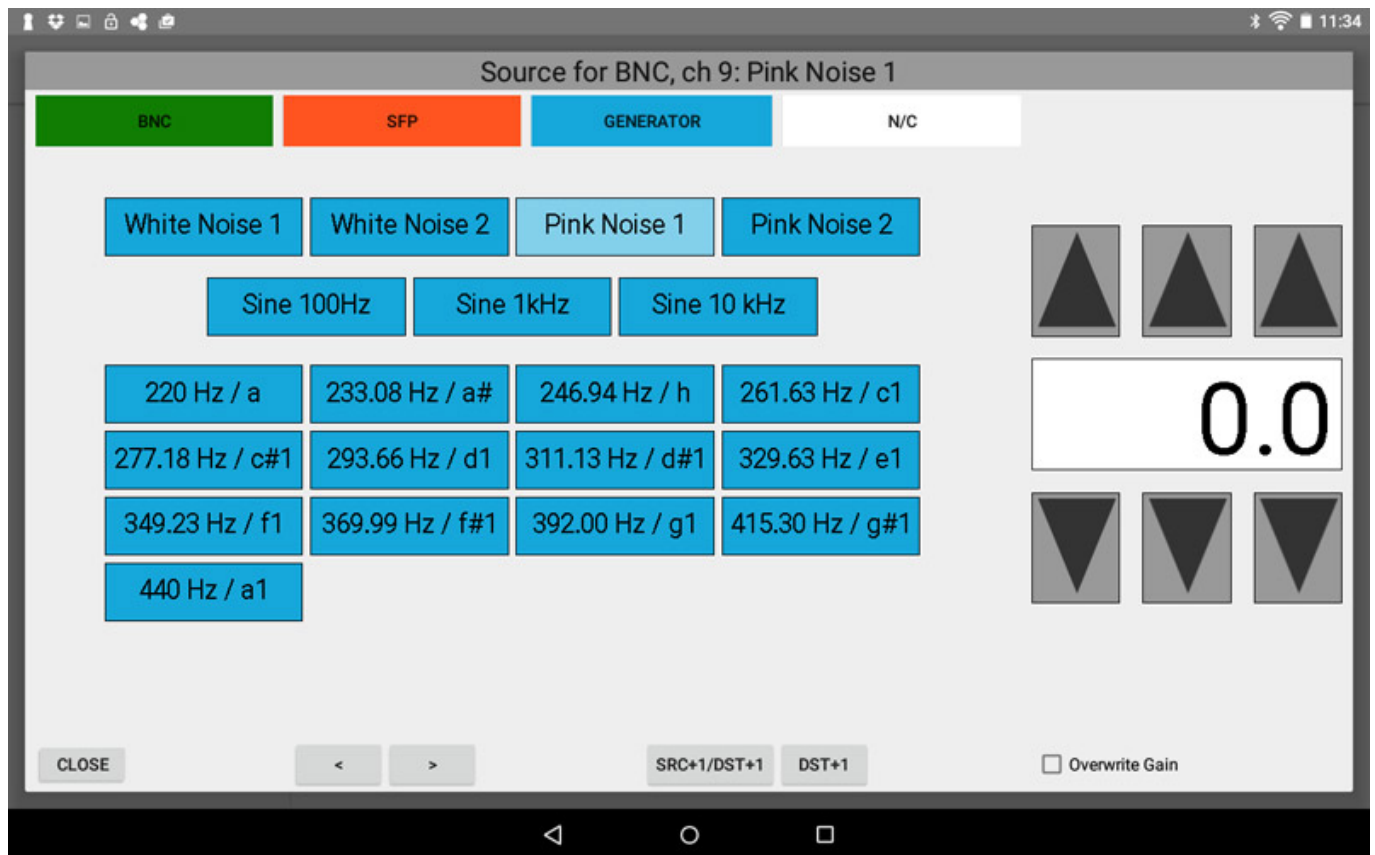 11:34
Source for BNC, ch 9: Pink Noise 1
BNC SFP GENERATOR N/C
White Noise 1 White Noise 2 Pink Noise 1 Pink Noise 2
Sine 100Hz Sine 1kHz Sine 10 kHz
220 Hz / a 233.08 Hz / a# 246.94 Hz / h 261.63 Hz / c1
277.18 Hz / c#1 293.66 Hz / d1 311.13 Hz / d#1 329.63 Hz / e1
0.0
349.23 Hz / f1 369.99 Hz / f#1 392.00 Hz / g1 415.30 Hz / g#1
440 Hz / a1
CLOSE < > SRC+1/DST+1 DST+1 Overwrite Gain